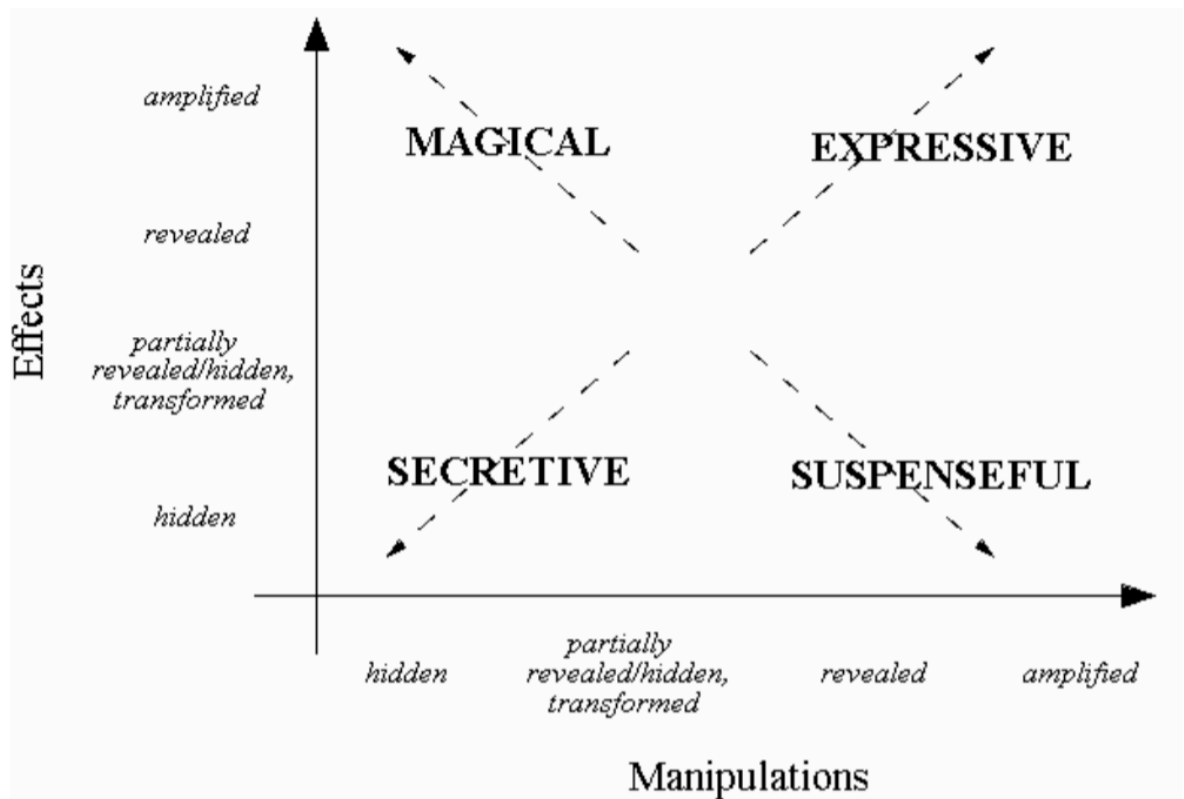 amplified
MAGICAL
EXPRESSIVE
revealed
Effects
partially
revealed/hidden,
transformed
SECRETIVE
SUSPENSEFUL
hidden
hidden
partially
revealed/hidden,
transformed
revealed
amplified
Manipulations